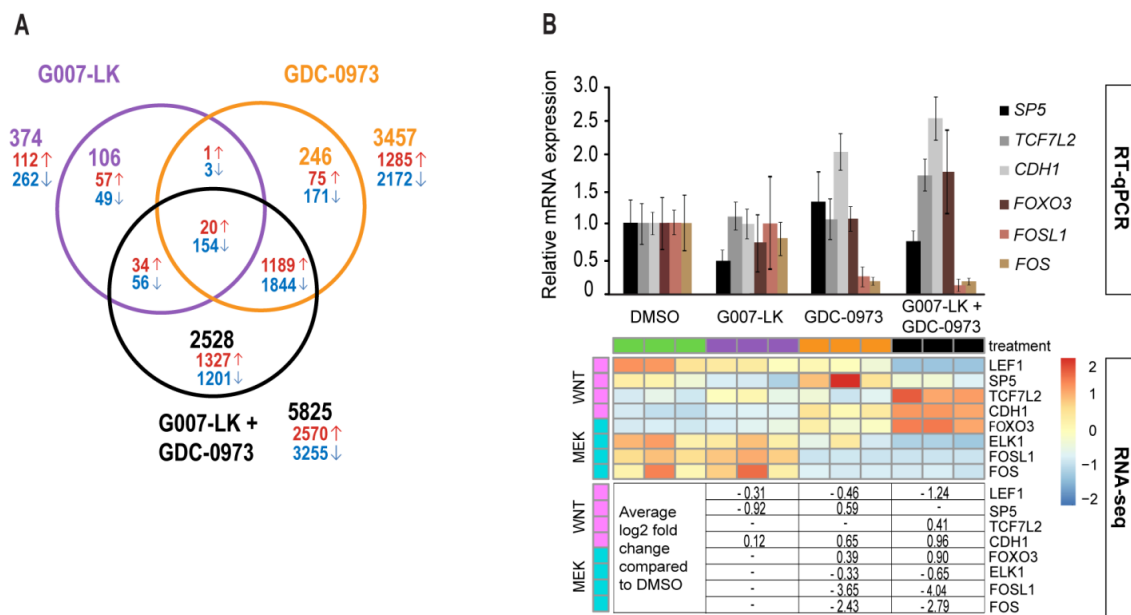 A
G007-LK
GDC-0973
374
112↑
262↓
106
57↑
49↓
1↑
3↓
246
75↑
171↓
3457
1285↑
2172↓
20↑
154↓
34↑
56↓
1189↑
1844↓
2528
1327↑
1201↓
G007-LK +
GDC-0973
5825
2570↑
3255↓
B
Relative mRNA expression
3.0
2.5
2.0
1.5
1.0
0.5
0
SP5
TCF7L2
CDH1
FOXO3
FOSL1
FOS
RT-qPCR
DMSO
G007-LK
GDC-0973
G007-LK +
GDC-0973
treatment
WNT
MEK
LEF1
SP5
TCF7L2
CDH1
FOXO3
ELK1
FOSL1
FOS
2
1
0
−1
−2
RNA-seq
WNT
MEK
Average
log2 fold
change
compared
to DMSO
- 0.31 - 0.46 - 1.24 LEF1
- 0.92 0.59 - SP5
- - 0.41 TCF7L2
0.12 0.65 0.96 CDH1
- 0.39 0.90 FOXO3
- - 0.33 - 0.65 ELK1
- - 3.65 - 4.04 FOSL1
- - 2.43 - 2.79 FOS